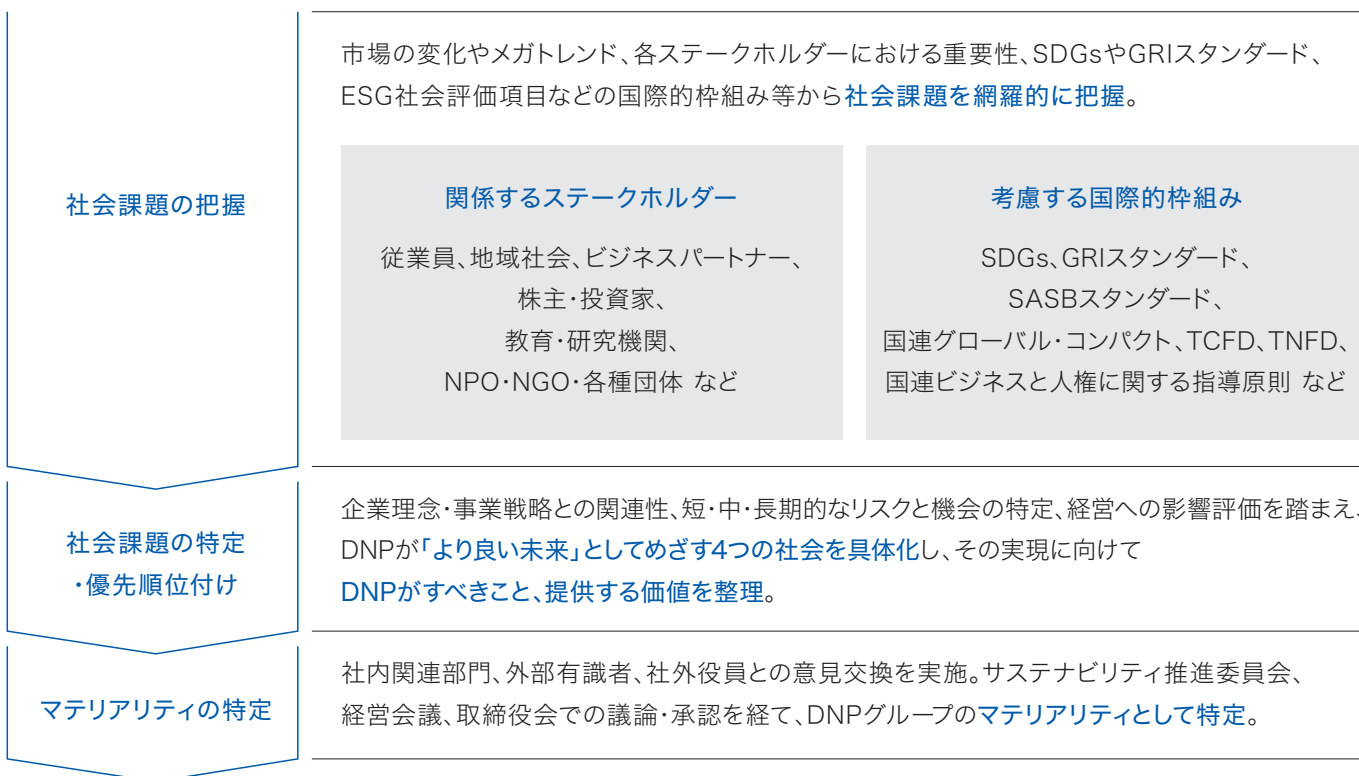 社会課題の把握
市場の変化やメガトレンド、各ステークホルダーにおける重要性、SDGsやGRIスタンダード、
ESG社会評価項目などの国際的枠組み等から社会課題を網羅的に把握。
関係するステークホルダー
従業員、地域社会、ビジネスパートナー、
株主・投資家、
教育・研究機関、
NPO・NGO・各種団体 など
考慮する国際的枠組み
SDGs、GRIスタンダード、
SASBスタンダード、
国連グローバル・コンパクト、TCFD、TNFD、
国連ビジネスと人権に関する指導原則 など
社会課題の特定
・優先順位付け
企業理念・事業戦略との関連性、短・中・長期的なリスクと機会の特定、経営への影響評価を踏まえ、
DNPが「より良い未来」としてめざす4つの社会を具体化し、その実現に向けて
DNPがすべきこと、提供する価値を整理。
マテリアリティの特定
社内関連部門、外部有識者、社外役員との意見交換を実施。サステナビリティ推進委員会、
経営会議、取締役会での議論・承認を経て、DNPグループのマテリアリティとして特定。